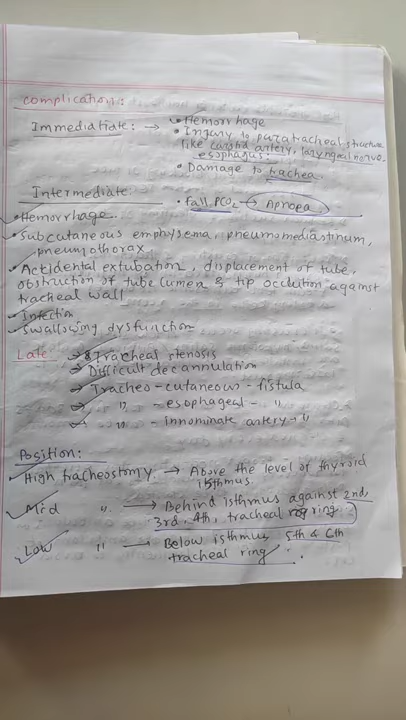 Complications:
Immediatiate: → • Hemorrhage
• Injury to paratracheal structure
like carotid artery, laryngeal nerve.
esophagus.
• Damage to trachea.
Intermediate • Fall PCO2 → Apnoea
• Hemorrhage.
• Subcutaneous emphysema, pneumomediastinum,
pneumothorax
• Actidental extubation, displacement of tube,
obstruction of tube lumen & tip occlution against
tracheal wall
• Infection
• Swallowing dysfunction
Late → Tracheal stenosis
→ Difficult decannulation
→ Tracheo-cutaneous-fistula
→ " - esophageal - "
→ " - innominate artery - "
Position:
• High tracheostomy. → Above the level of thyroid
isthmus.
• Mid " → Behind isthmus against 2nd,
3rd, 4th, tracheal ring
Low " → Below isthmus, 5th & 6th
tracheal ring.